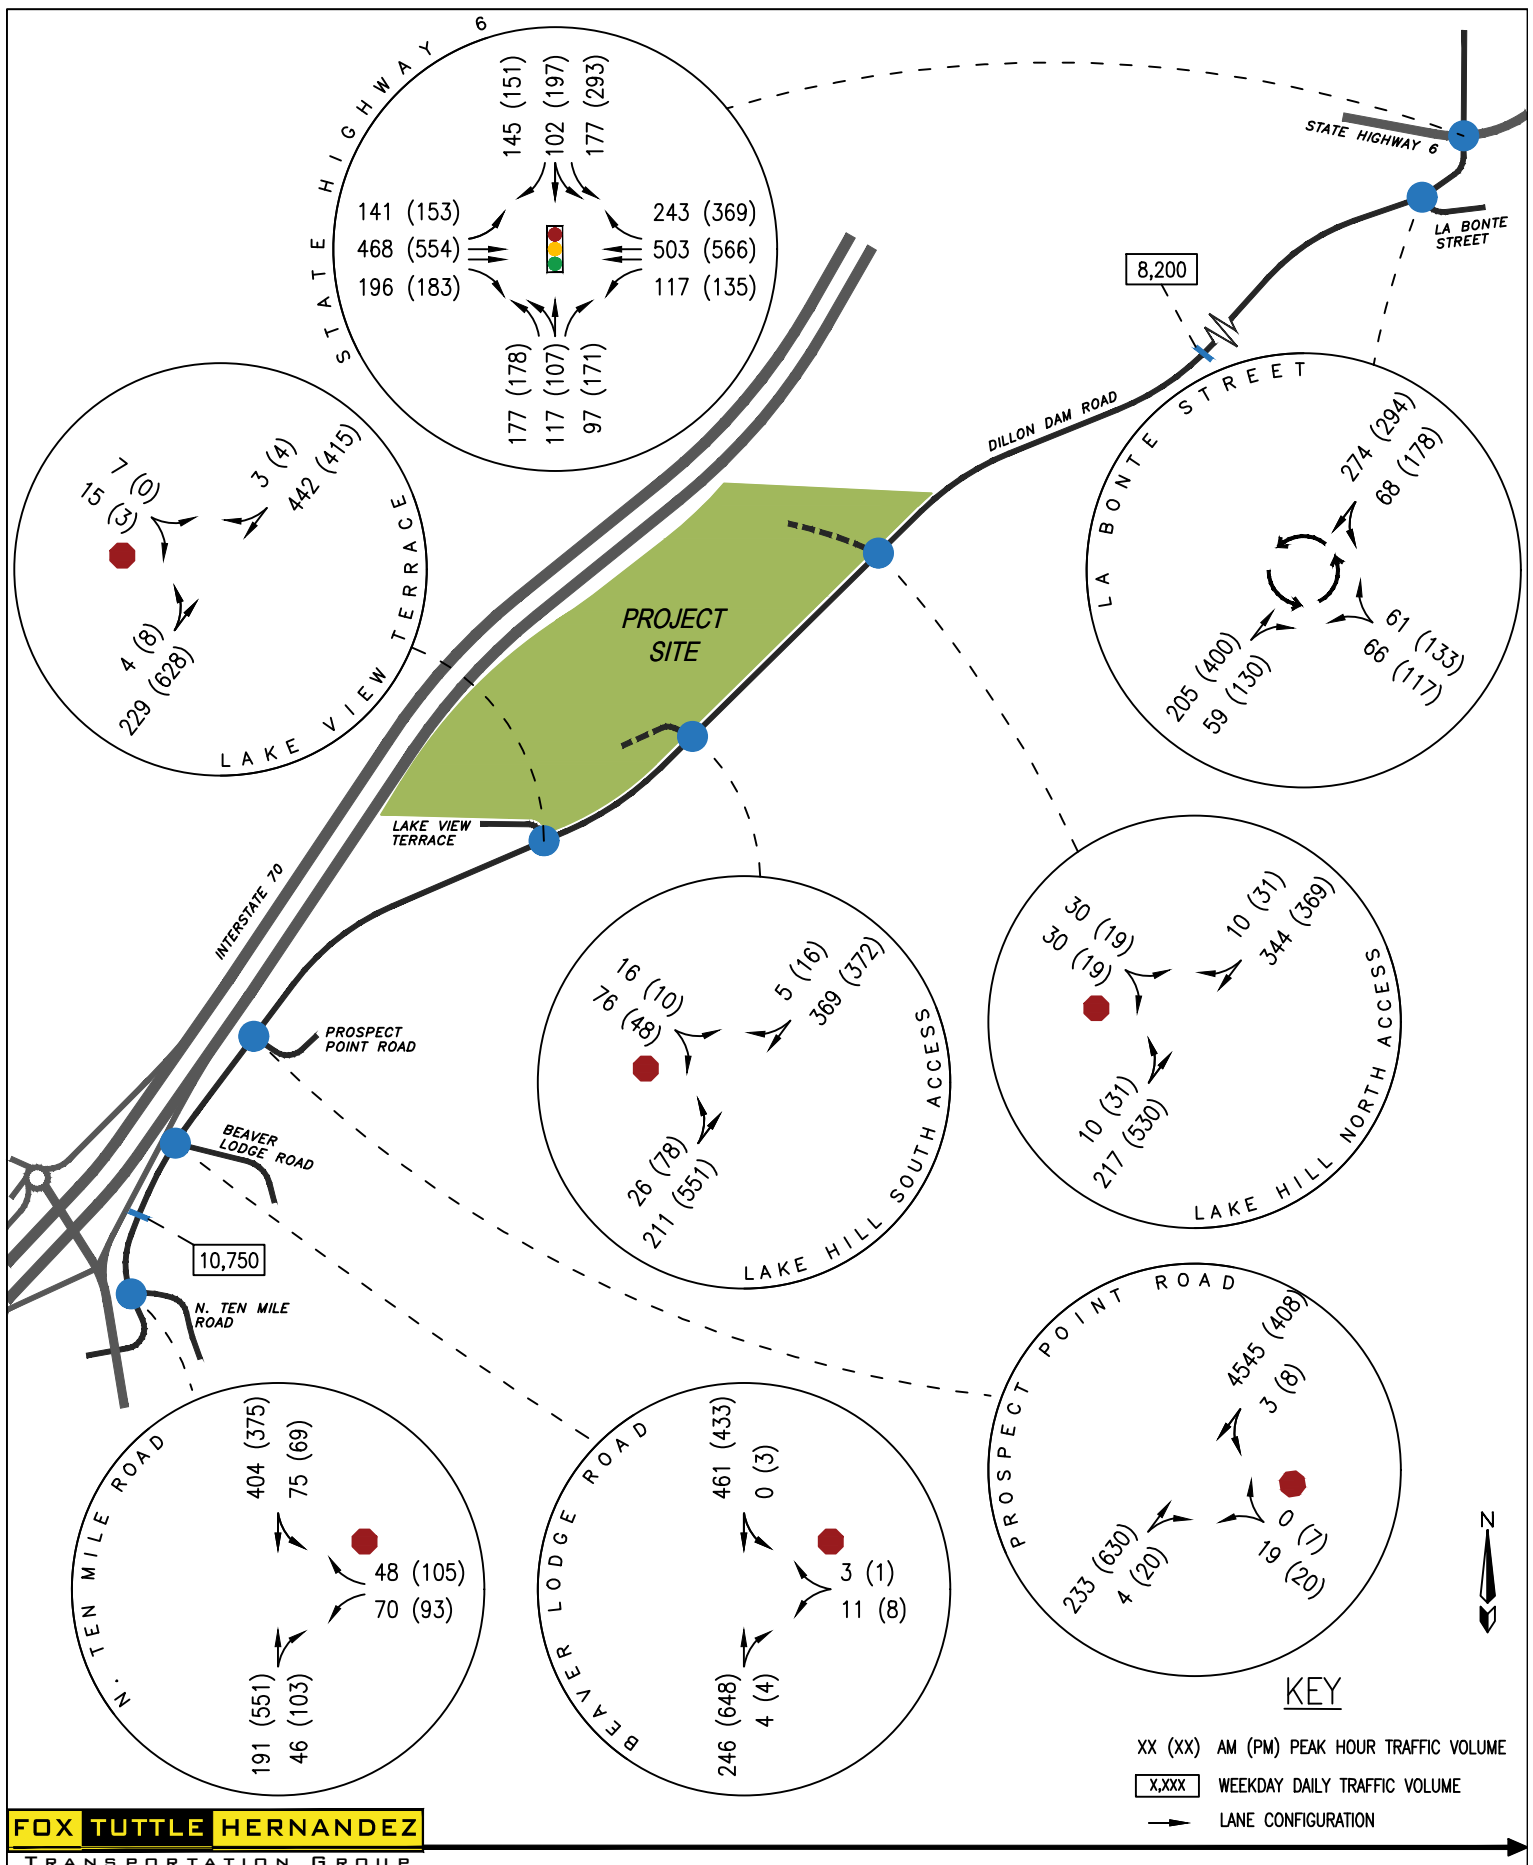 STATE HIGHWAY 6
145 (151)
102 (197)
177 (293)
141 (153)
468 (554)
196 (183)
243 (369)
503 (566)
117 (135)
177 (178)
117 (107)
97 (171)
STATE HIGHWAY 6
LA BONTE
STREET
8,200
DILLON DAM ROAD
LAKE VIEW TERRACE
7 (0)
15 (3)
3 (4)
442 (415)
4 (8)
229 (628)
LA BONTE STREET
274 (294)
68 (178)
61 (133)
66 (117)
205 (400)
59 (130)
PROJECT
SITE
LAKE VIEW
TERRACE
INTERSTATE 70
PROSPECT
POINT ROAD
BEAVER
LODGE ROAD
10,750
N. TEN MILE
ROAD
LAKE HILL SOUTH ACCESS
16 (10)
76 (48)
5 (16)
369 (372)
26 (78)
211 (551)
LAKE HILL NORTH ACCESS
30 (19)
30 (19)
10 (31)
344 (369)
10 (31)
217 (530)
PROSPECT POINT ROAD
4545 (408)
3 (8)
0 (7)
19 (20)
233 (630)
4 (20)
N. TEN MILE ROAD
404 (375)
75 (69)
48 (105)
70 (93)
191 (551)
46 (103)
BEAVER LODGE ROAD
461 (433)
0 (3)
3 (1)
11 (8)
246 (648)
4 (4)
N
KEY
XX (XX) AM (PM) PEAK HOUR TRAFFIC VOLUME
X,XXX WEEKDAY DAILY TRAFFIC VOLUME
LANE CONFIGURATION
FOX TUTTLE HERNANDEZ
TRANSPORTATION GROUP